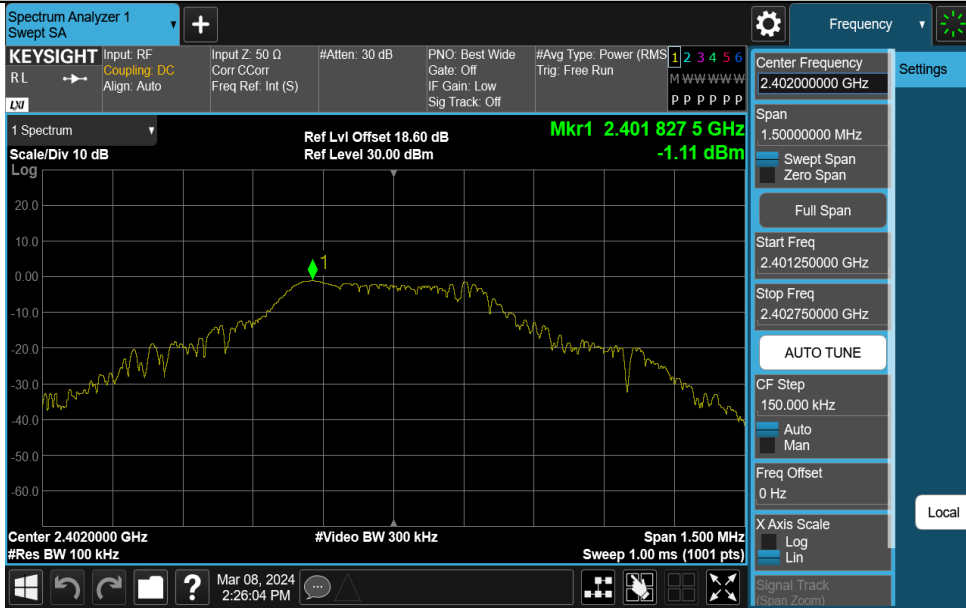 Spectrum Analyzer 1
Swept SA
+
Frequency
KEYSIGHT
RL
LXI
Input: RF
Coupling: DC
Align: Auto
Input Z: 50 Ω
Corr CCorr
Freq Ref: Int (S)
#Atten: 30 dB
PNO: Best Wide
Gate: Off
IF Gain: Low
Sig Track: Off
#Avg Type: Power (RMS
Trig: Free Run
1 2 3 4 5 6
M W W W W W
P P P P P P
1 Spectrum
Scale/Div 10 dB
Log
Ref Lvl Offset 18.60 dB
Ref Level 30.00 dBm
Mkr1 2.401 827 5 GHz
-1.11 dBm
20.0
10.0
0.00
-10.0
-20.0
-30.0
-40.0
-50.0
-60.0
1
Center 2.4020000 GHz
#Res BW 100 kHz
#Video BW 300 kHz
Span 1.500 MHz
Sweep 1.00 ms (1001 pts)
Center Frequency
2.402000000 GHz
Settings
Span
1.50000000 MHz
Swept Span
Zero Span
Full Span
Start Freq
2.401250000 GHz
Stop Freq
2.402750000 GHz
AUTO TUNE
CF Step
150.000 kHz
Auto
Man
Freq Offset
0 Hz
Local
X Axis Scale
Log
Lin
Signal Track
(Span Zoom)
?
Mar 08, 2024
2:26:04 PM